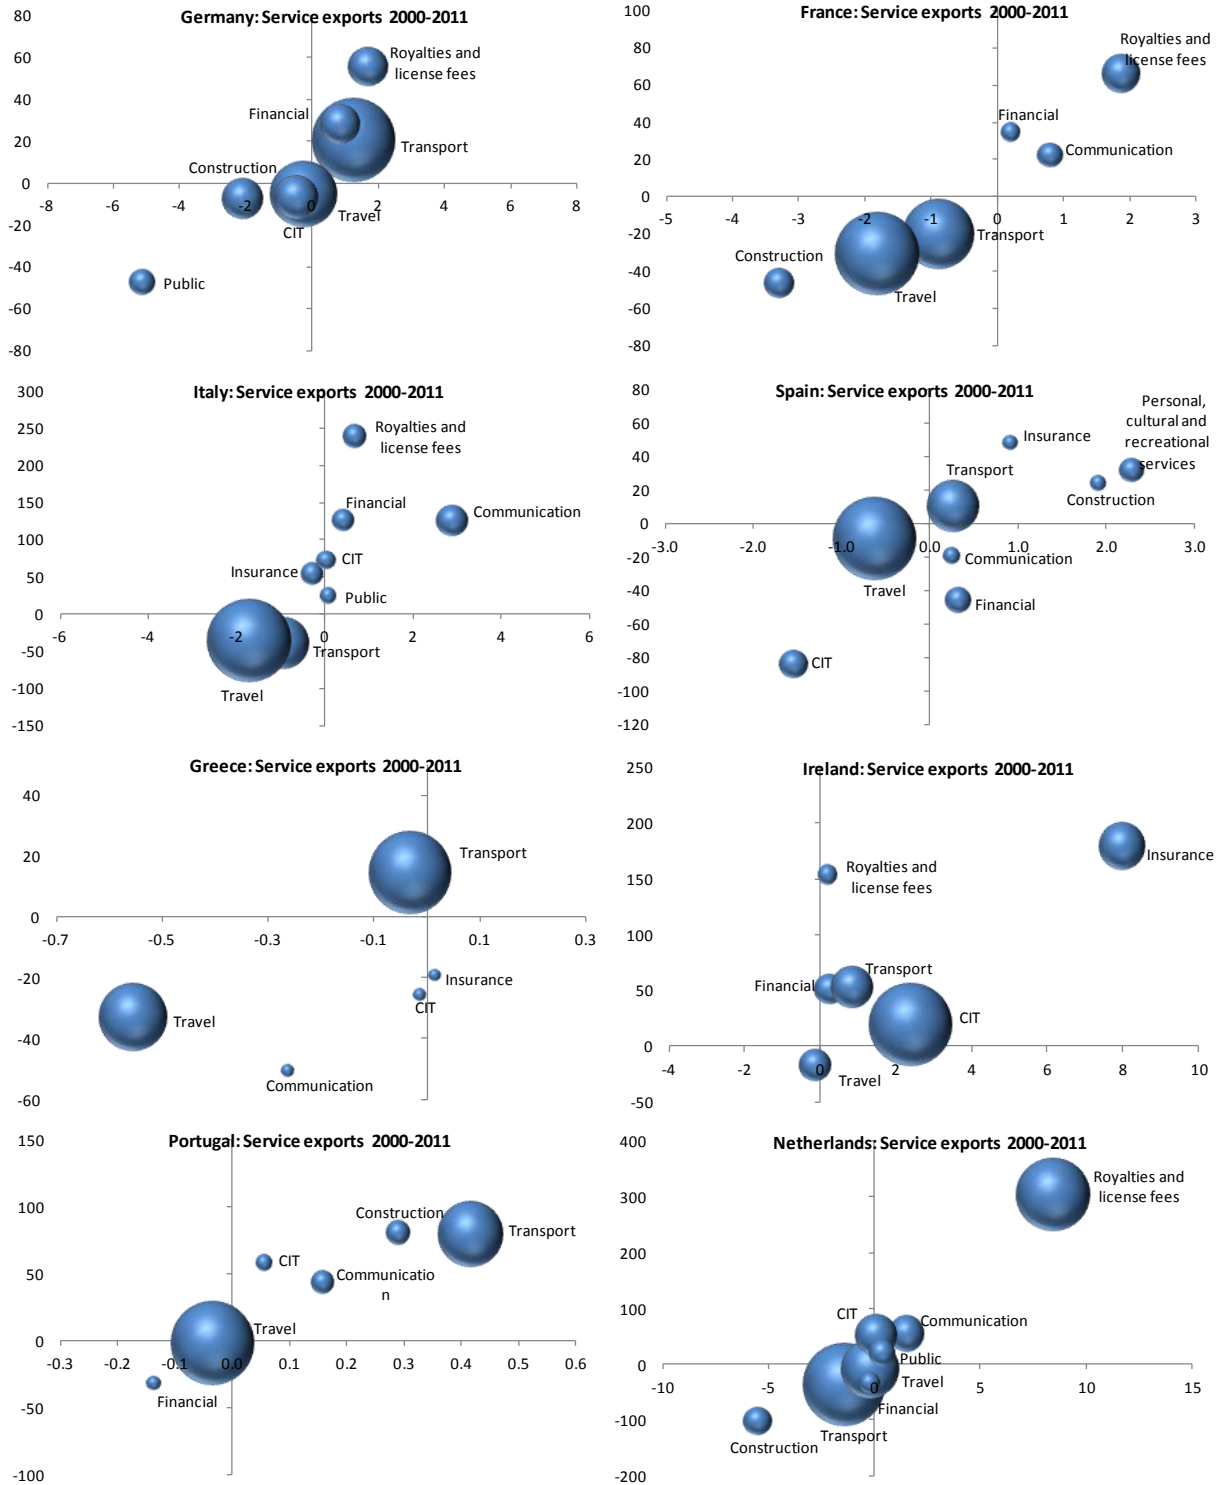 Germany: Service exports 2000-2011
80
60
40
20
0
-20
-40
-60
-80
-8
-6
-4
-2
0
2
4
6
8
Royalties and
license fees
Financial
Transport
Construction
Travel
CIT
Public
France: Service exports 2000-2011
100
80
60
40
20
0
-20
-40
-60
-80
-5
-4
-3
-2
-1
0
1
2
3
Royalties and
license fees
Financial
Communication
Transport
Construction
Travel
Italy: Service exports 2000-2011
300
250
200
150
100
50
0
-50
-100
-150
-6
-4
-2
0
2
4
6
Royalties and
license fees
Financial
Communication
CIT
Insurance
Public
Transport
Travel
Spain: Service exports 2000-2011
80
60
40
20
0
-20
-40
-60
-80
-100
-120
-3.0
-2.0
-1.0
0.0
1.0
2.0
3.0
Personal,
cultural and
recreational
services
Insurance
Transport
Construction
Communication
Travel
Financial
CIT
Greece: Service exports 2000-2011
40
20
0
-20
-40
-60
-0.7
-0.5
-0.3
-0.1
0.1
0.3
Transport
Insurance
CIT
Travel
Communication
Ireland: Service exports 2000-2011
250
200
150
100
50
0
-50
-4
-2
0
2
4
6
8
10
Insurance
Royalties and
license fees
Transport
Financial
CIT
Travel
Portugal: Service exports 2000-2011
150
100
50
0
-50
-100
-0.3
-0.2
-0.1
0.0
0.1
0.2
0.3
0.4
0.5
0.6
Construction
Transport
CIT
Communicatio
n
Travel
Financial
Netherlands: Service exports 2000-2011
400
300
200
100
0
-100
-200
-10
-5
0
5
10
15
Royalties and
license fees
CIT
Communication
Public
Travel
Financial
Transport
Construction